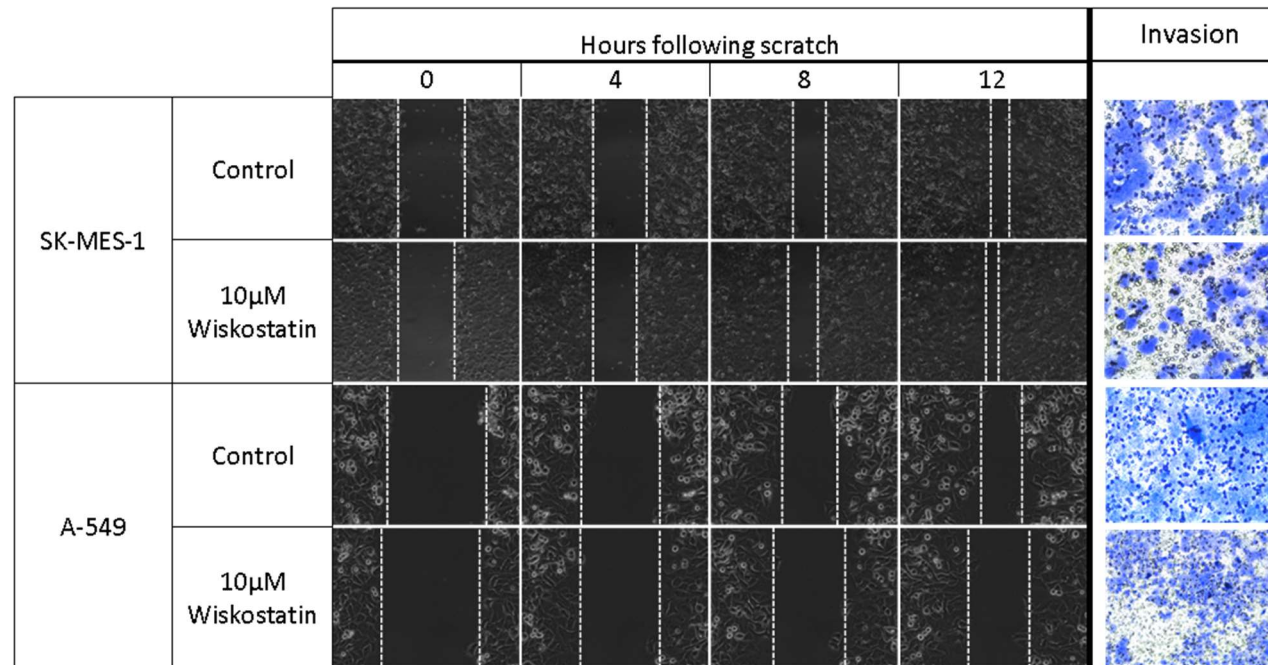 Hours following scratch
Invasion
0
4
8
12
SK-MES-1
Control
10µM
Wiskostatin
A-549
Control
10µM
Wiskostatin